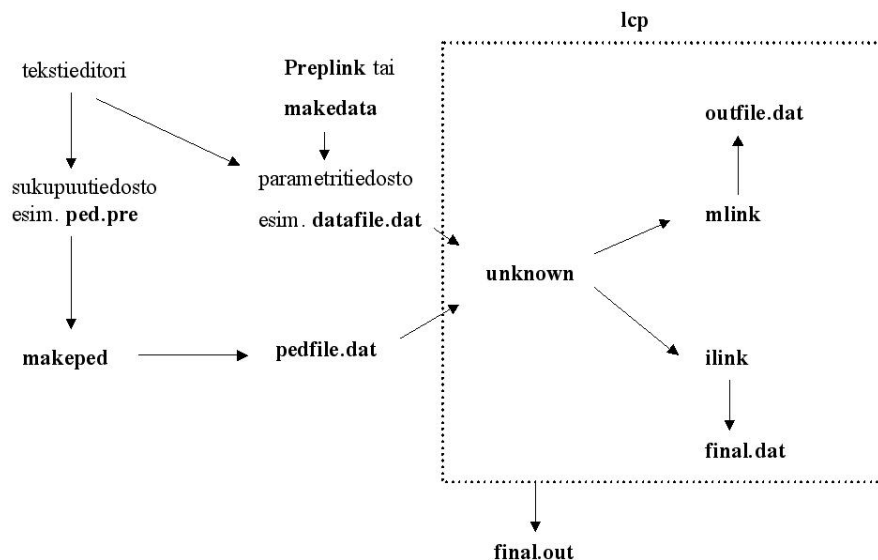 lcp
tekstieditori
Preplink tai
makedata
sukupuutiedosto
esim. ped.pre
parametritiedosto
esim. datafile.dat
outfile.dat
mlink
unknown
makeped
pedfile.dat
ilink
final.dat
final.out